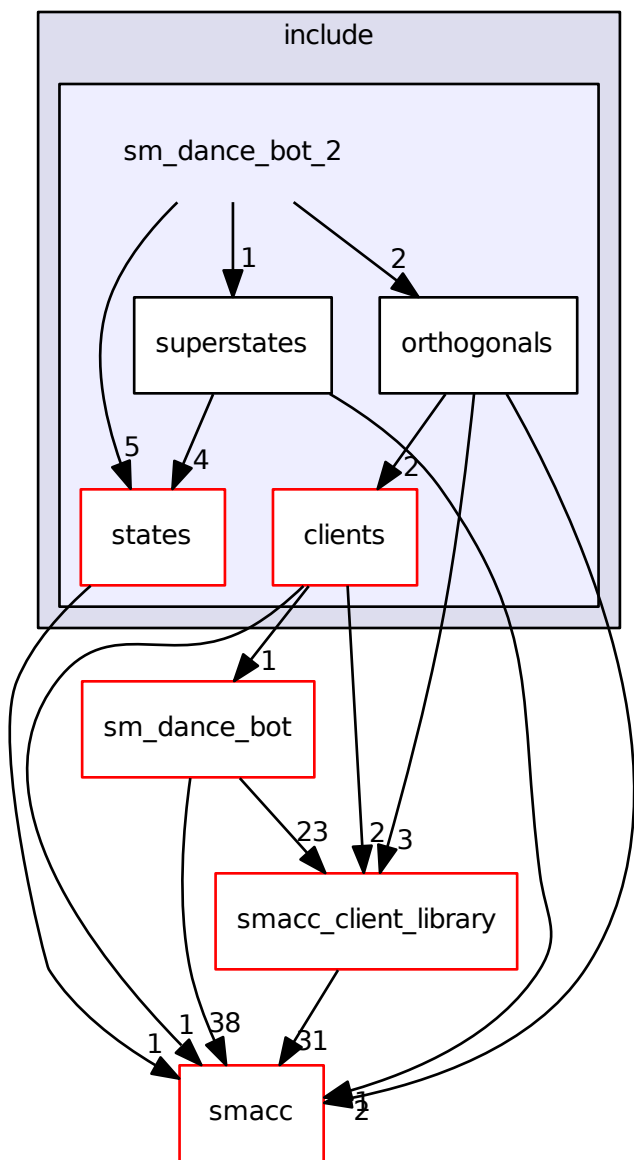 include
sm_dance_bot_2
1
2
superstates
orthogonals
5
4
2
states
clients
1
sm_dance_bot
23
2
3
smacc_client_library
1
1
38
31
1
2
smacc